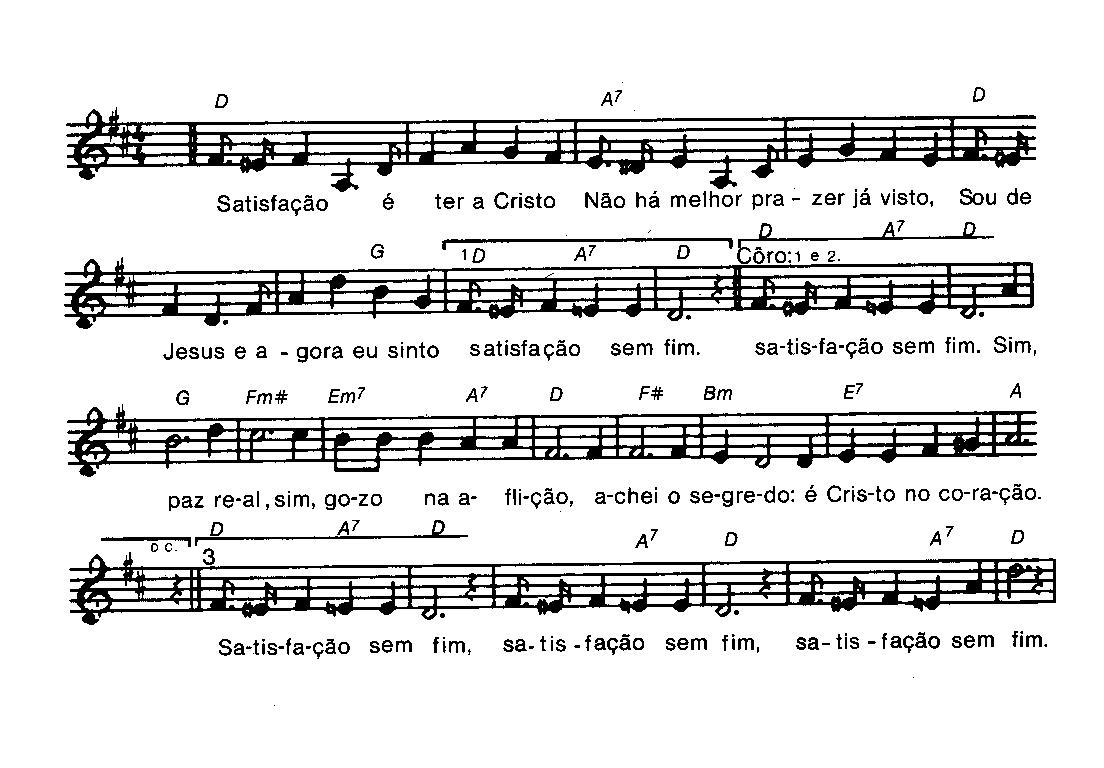 D A7 D
4 4
Satisfação é ter a Cristo Não há melhor pra - zer já visto, Sou de
D A7 D
G 1 D A7 D Côro: 1 e 2.
Jesus e a - gora eu sinto satisfação sem fim. sa-tis-fa-ção sem fim. Sim,
G Fm# Em7 A7 D F# Bm E7 A
paz re-al, sim, go-zo na a- fli-ção, a-chei o se-gre-do: é Cris-to no co-ra-ção.
D A7 D
D C. 3 A7 D A7 D
Sa-tis-fa-ção sem fim, sa-tis-fação sem fim, sa-tis-fação sem fim.